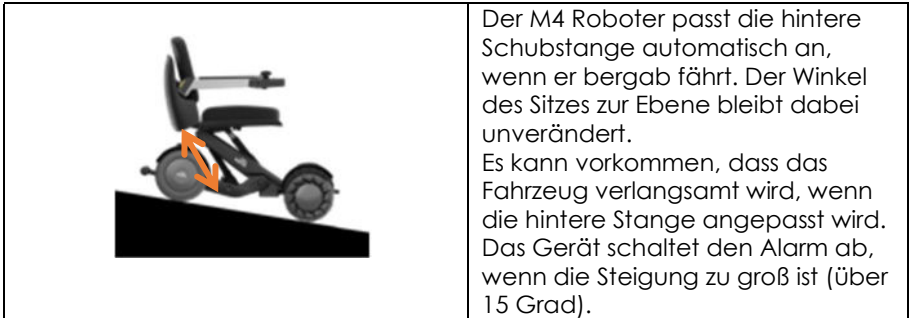 Der M4 Roboter passt die hintere
Schubstange automatisch an,
wenn er bergab fährt. Der Winkel
des Sitzes zur Ebene bleibt dabei
unverändert.
Es kann vorkommen, dass das
Fahrzeug verlangsamt wird, wenn
die hintere Stange angepasst wird.
Das Gerät schaltet den Alarm ab,
wenn die Steigung zu groß ist (über
15 Grad).